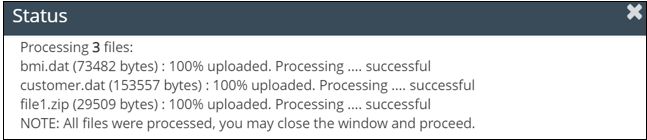 Status
Processing 3 files:
bmi.dat (73482 bytes) : 100% uploaded. Processing .... successful
customer.dat (153557 bytes) : 100% uploaded. Processing .... successful
file1.zip (29509 bytes) : 100% uploaded. Processing .... successful
NOTE: All files were processed, you may close the window and proceed.